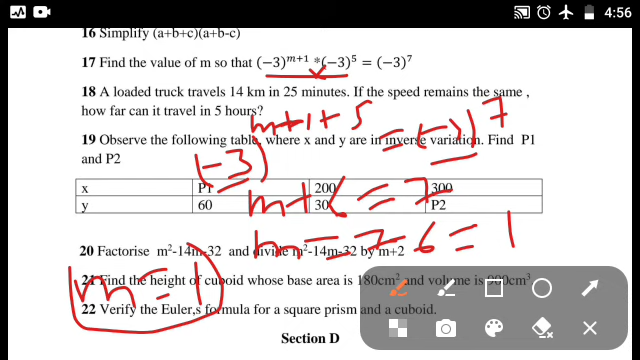 4:56
16 Simplify (a+b+c)(a+b-c)
17 Find the value of m so that (−3)^{m+1} *(−3)^5 = (−3)^7
18 A loaded truck travels 14 km in 25 minutes. If the speed remains the same ,
how far can it travel in 5 hours?
m+1+5
(-3) = (-3)^7
19 Observe the following table, where x and y are in inverse variation. Find P1
and P2
x P1 200 300
y 60 30 P2
m+6 = 7
m = 7-6 = 1
20 Factorise m²-14m-32 and divide m²-14m-32 by m+2
m = 1
21 Find the height of cuboid whose base area is 180cm² and volume is 900cm³
22 Verify the Euler,s formula for a square prism and a cuboid.
Section D